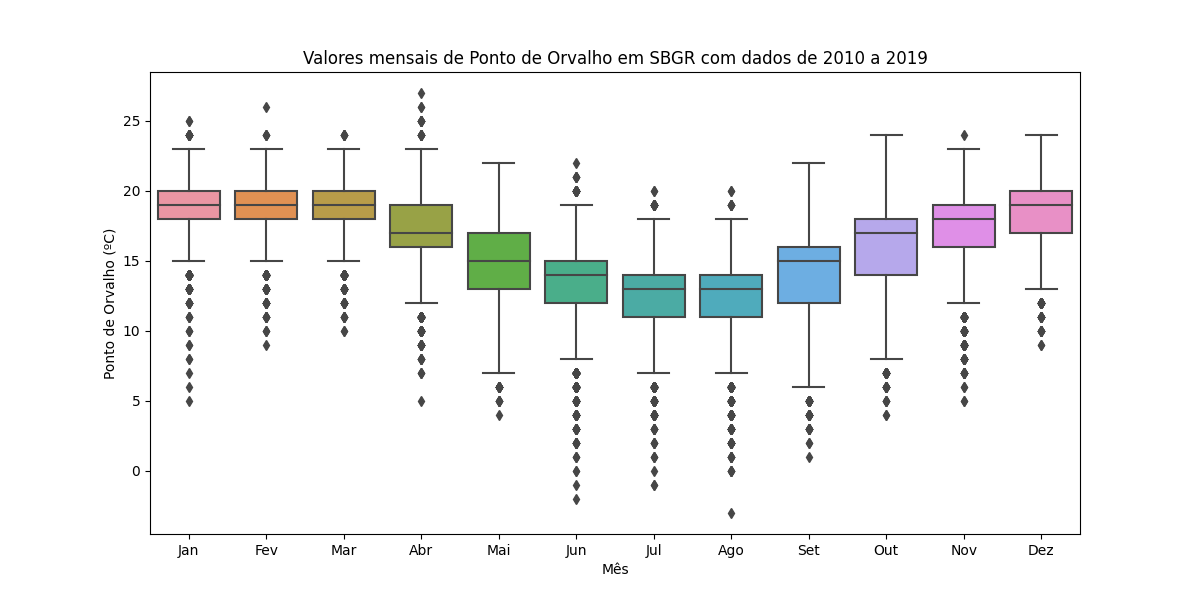 Valores mensais de Ponto de Orvalho em SBGR com dados de 2010 a 2019
Ponto de Orvalho (ºC)
25
20
15
10
5
0
Jan Fev Mar Abr Mai Jun Jul Ago Set Out Nov Dez
Mês